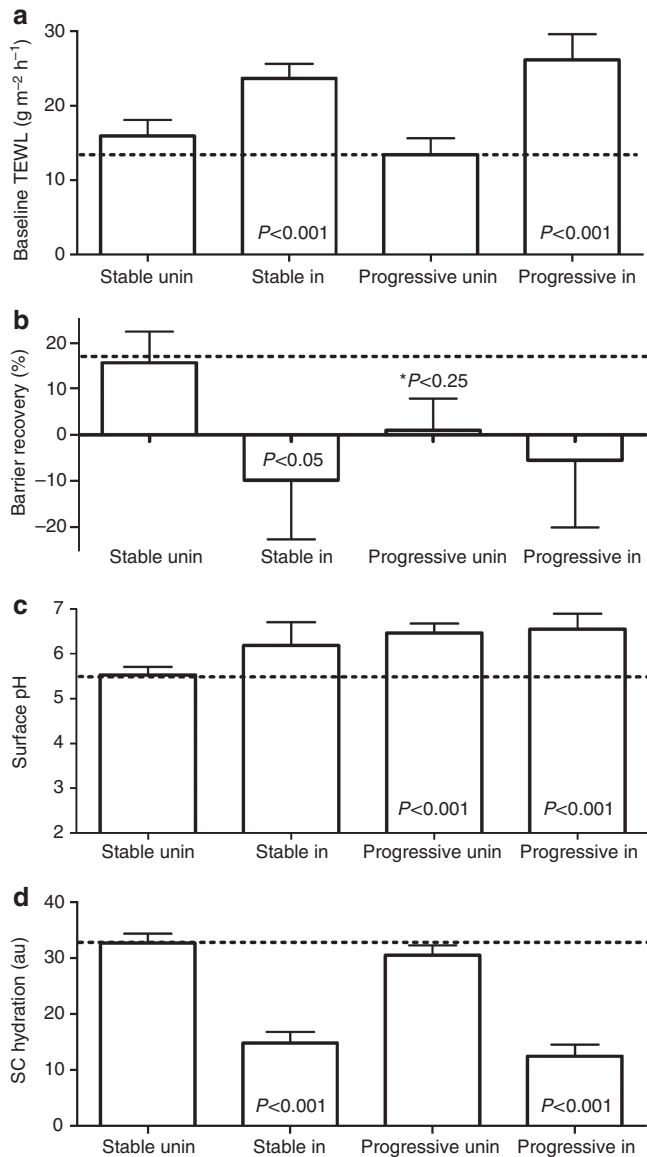 a
Baseline TEWL (g m⁻² h⁻¹)
30
20
10
0
P<0.001
P<0.001
Stable unin
Stable in
Progressive unin
Progressive in
b
Barrier recovery (%)
20
10
0
−10
−20
*P<0.25
P<0.05
Stable unin
Stable in
Progressive unin
Progressive in
c
Surface pH
7
6
5
4
3
2
P<0.001
P<0.001
Stable unin
Stable in
Progressive unin
Progressive in
d
SC hydration (au)
40
30
20
10
0
P<0.001
P<0.001
Stable unin
Stable in
Progressive unin
Progressive in